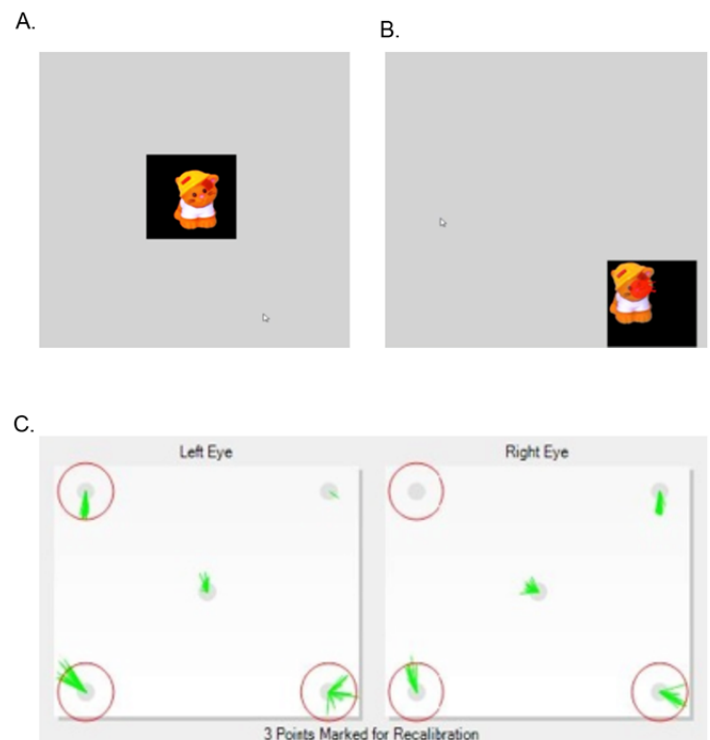 A.
B.
C.
Left Eye
Right Eye
3 Points Marked for Recalibration